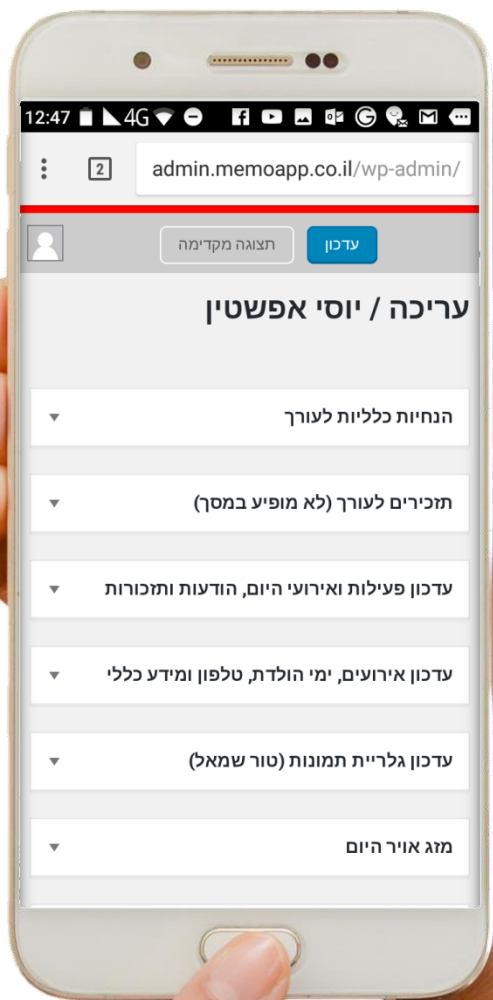 12:47 4G
2 admin.memoapp.co.il/wp-admin/
עדכון תצוגה מקדימה
עריכה / יוסי אפשטין
הנחיות כלליות לעורך
תזכירים לעורך (לא מופיע במסך)
עדכון פעילות ואירועי היום, הודעות ותזכורות
עדכון אירועים, ימי הולדת, טלפון ומידע כללי
עדכון גלריית תמונות (טור שמאל)
מזג אויר היום